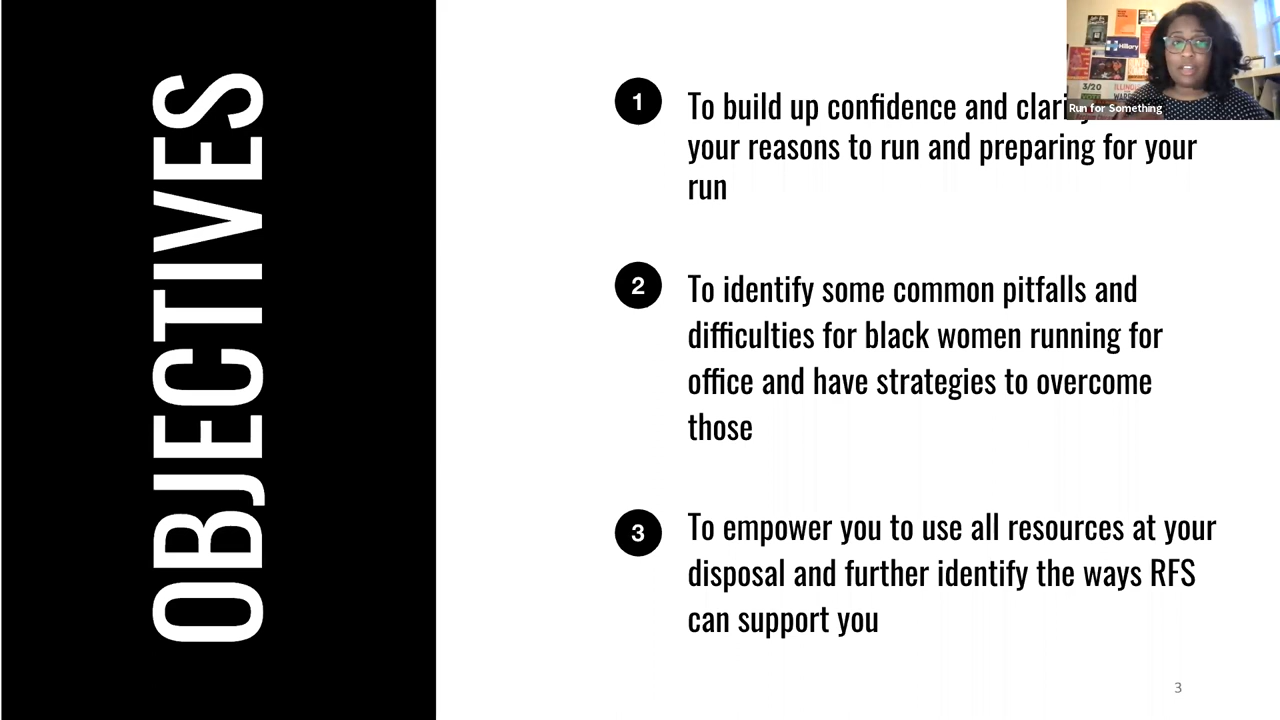 OBJECTIVES
1
To build up confidence and
your reasons to run and preparing for your
run
2
To identify some common pitfalls and
difficulties for black women running for
office and have strategies to overcome
those
3
To empower you to use all resources at your
disposal and further identify the ways RFS
can support you
3
Hillary
3/20
Run for Something